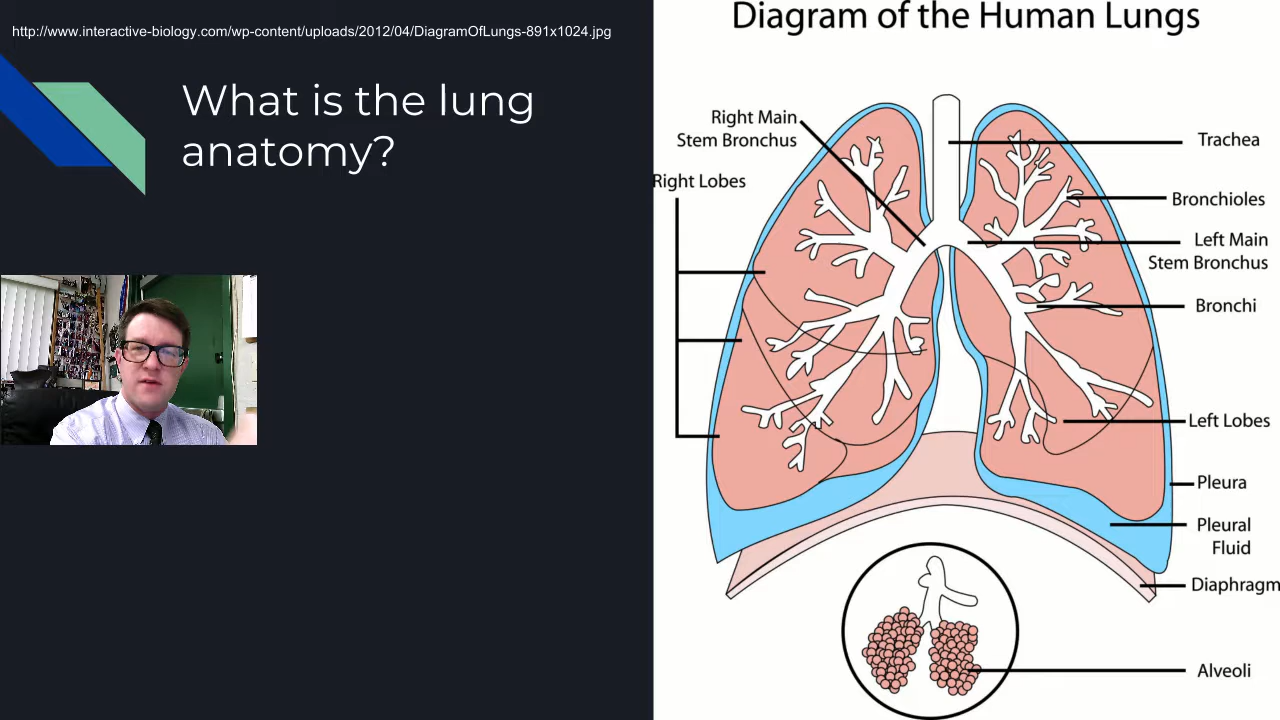 http://www.interactive-biology.com/wp-content/uploads/2012/04/DiagramOfLungs-891x1024.jpg
What is the lung
anatomy?
Diagram of the Human Lungs
Right Main
Stem Bronchus
Right Lobes
Trachea
Bronchioles
Left Main
Stem Bronchus
Bronchi
Left Lobes
Pleura
Pleural
Fluid
Diaphragm
Alveoli